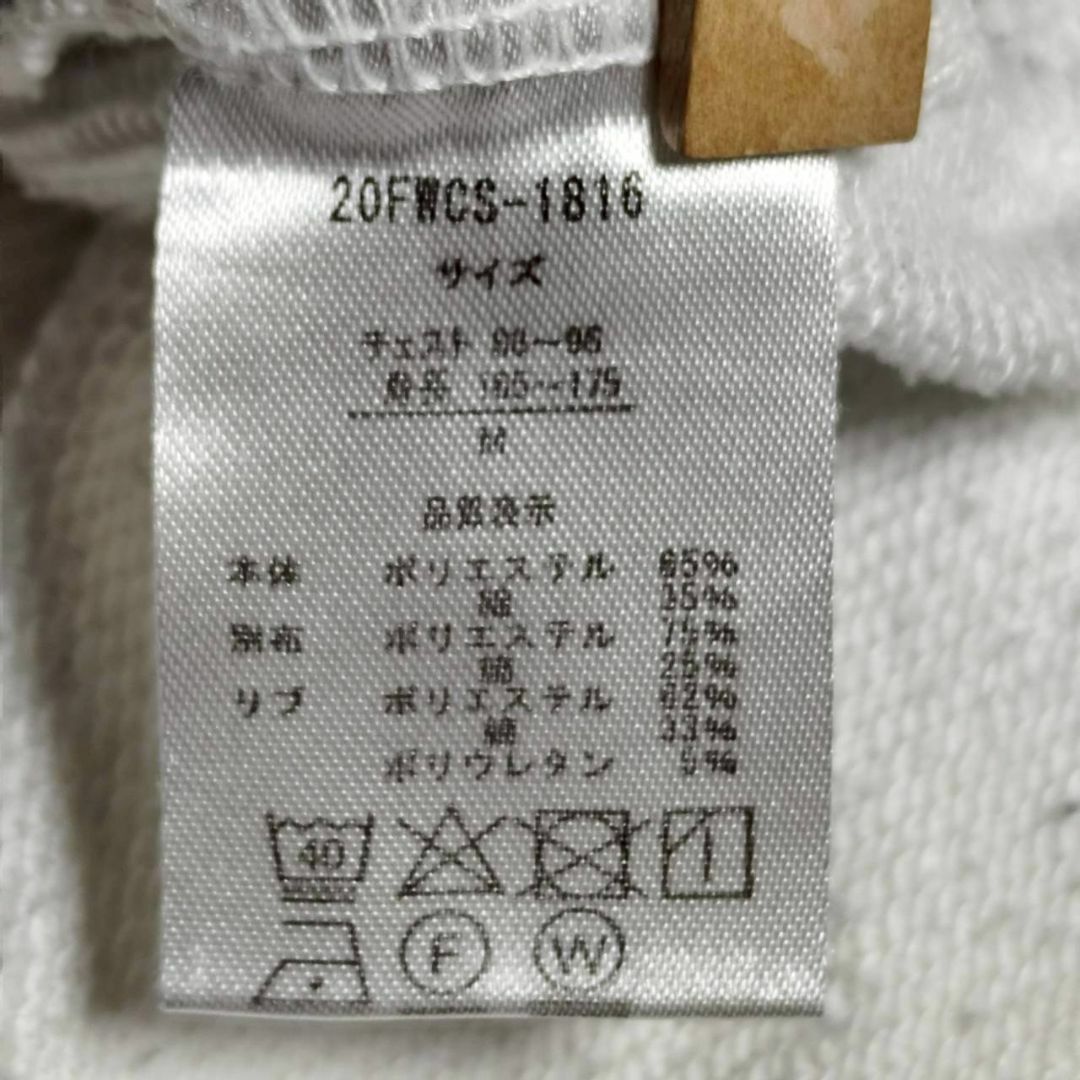 20FWCS-1816
サイズ
チェスト 88～96
身長 165～175
M
品質表示
本体 ポリエステル 65%
綿 35%
別布 ポリエステル 75%
綿 25%
リブ ポリエステル 62%
綿 33%
ポリウレタン 5%
40
F W